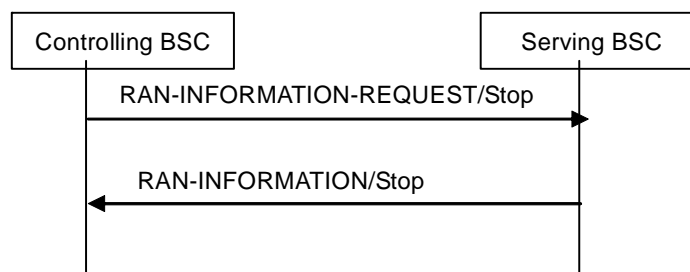 Controlling BSC
Serving BSC
RAN-INFORMATION-REQUEST/Stop
RAN-INFORMATION/Stop